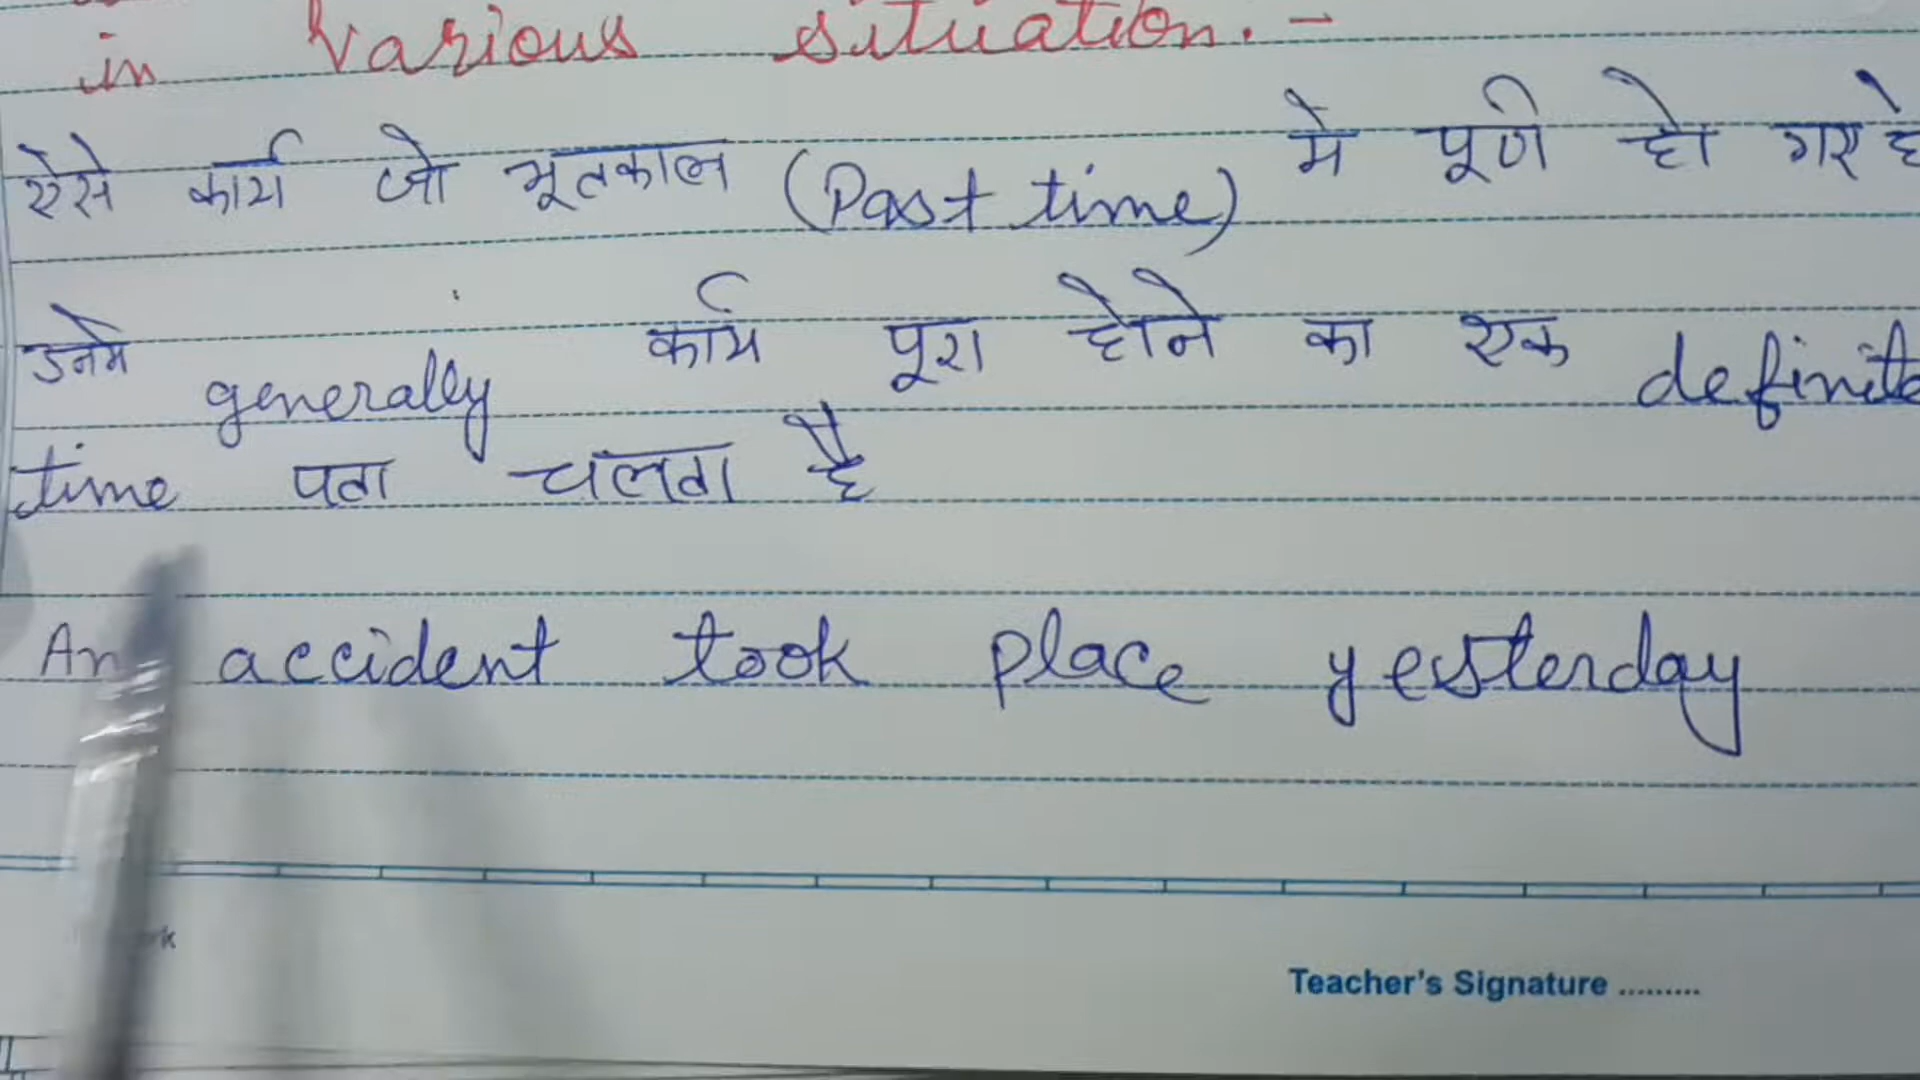 in various situation. -
ऐसे कार्य जो भूतकाल (Past time) मे पूर्ण हो गए है
उनमे generally कार्य पूरा होने का एक definite
time पता चलता है
An accident took place yesterday
Teacher's Signature .........